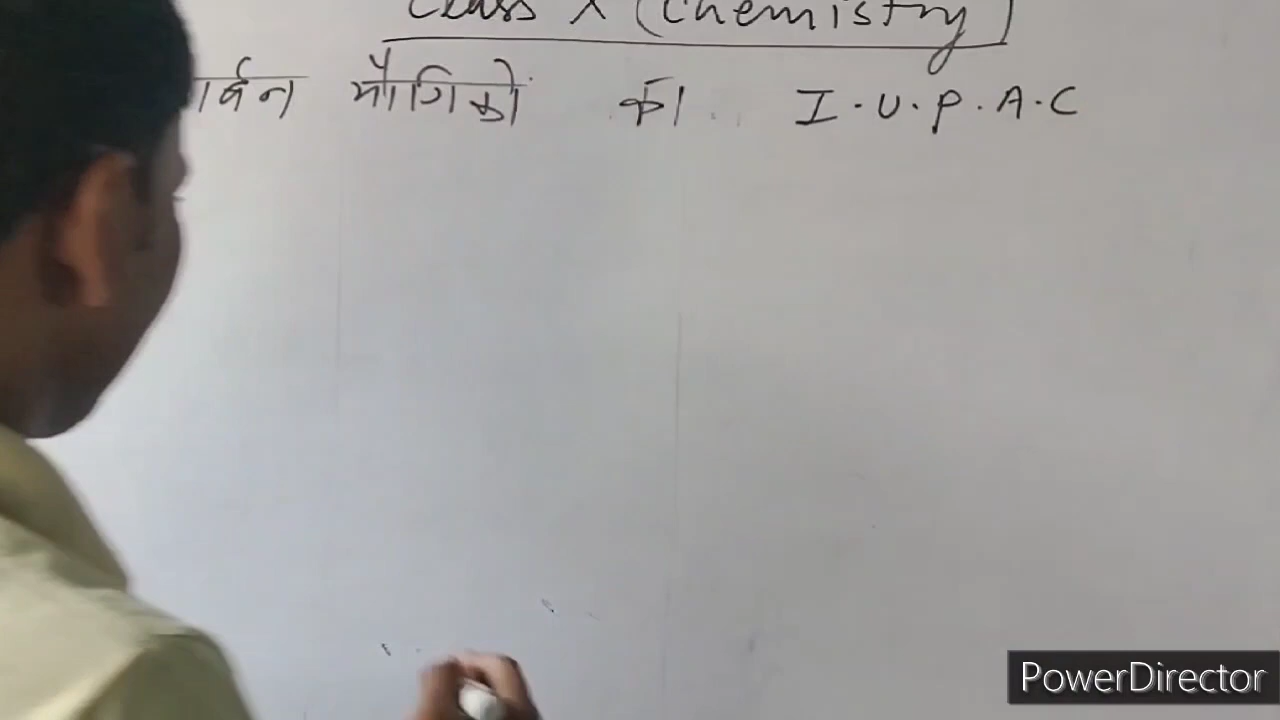 Class X (Chemistry)
र्बन यौगिकों का I.U.P.A.C
PowerDirector